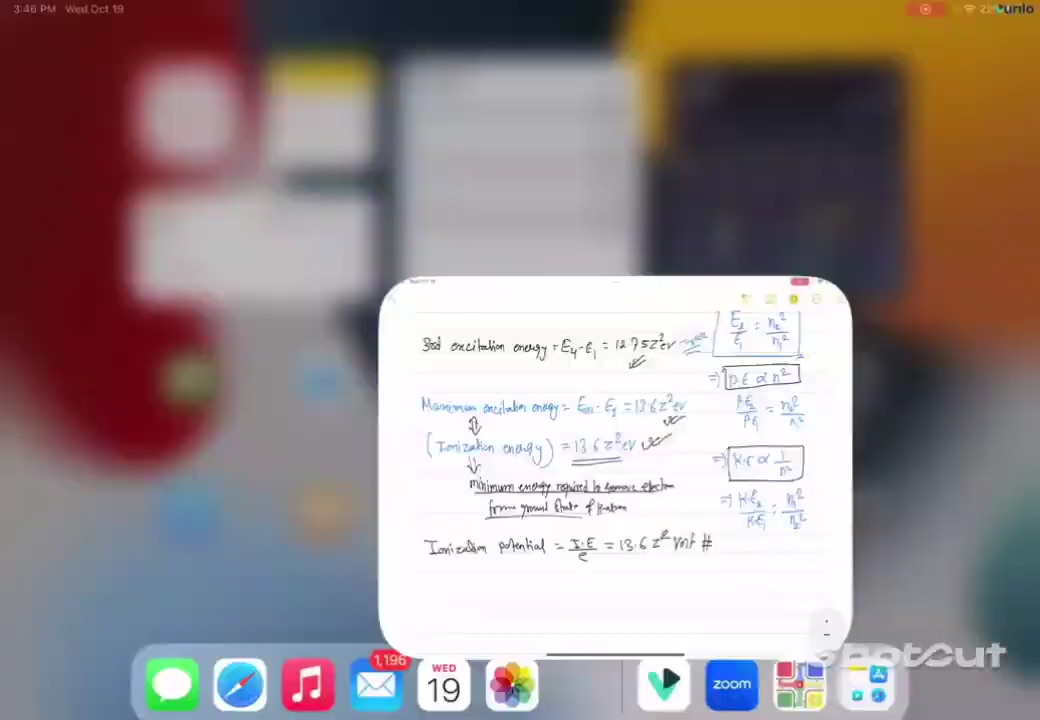 3:46 PM Wed Oct 19
3rd excitation energy = E₄ - E₁ = 12.75Z²eV
Maximum excitation energy = E∞ - E₁ = 13.6 Z²eV
(Ionization energy) = 13.6 Z²eV
minimum energy required to remove electron
from ground state of
Ionization potential = I.E/e = 13.6 Z² Volt #
E₂/E₁ = n₂²/n₁²
⇒ P.E ∝ n²
P.E₂/P.E₁ = n₂²/n₁²
⇒ K.E ∝ 1/n²
⇒ K.E₂/K.E₁ = n₁²/n₂²
1,196
WED
19
zoom
SpotCut